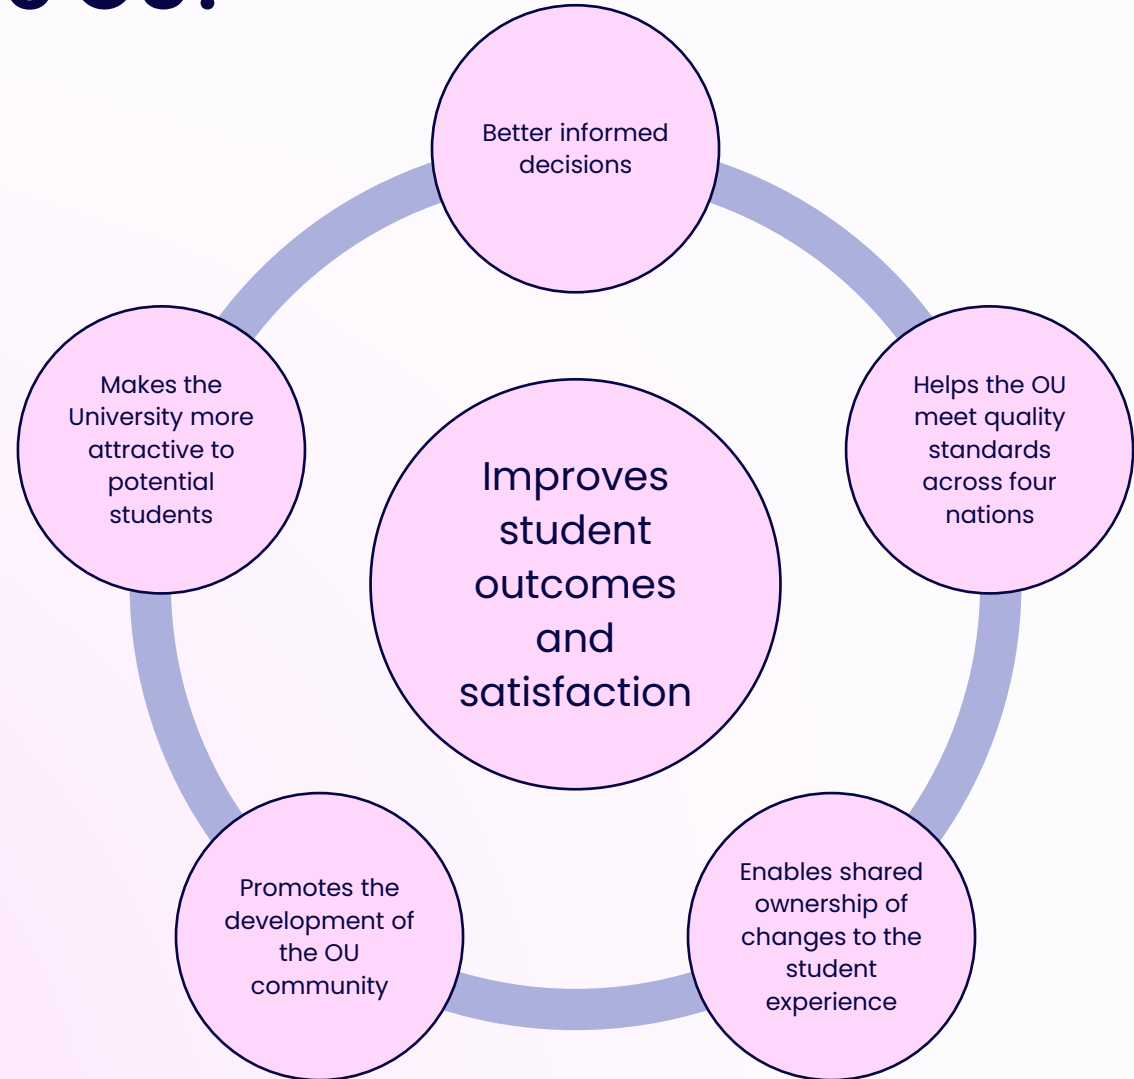 Better informed
decisions
Helps the OU
meet quality
standards
across four
nations
Enables shared
ownership of
changes to the
student
experience
Promotes the
development of
the OU
community
Makes the
University more
attractive to
potential
students
Improves
student
outcomes
and
satisfaction